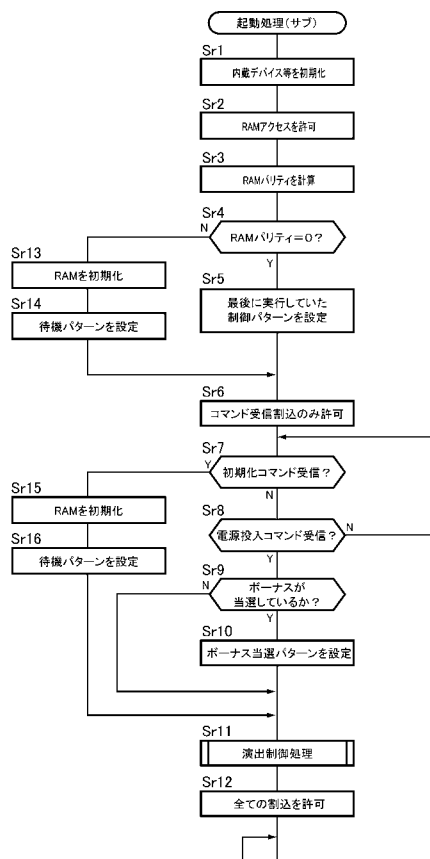 起動処理(サブ)
Sr1
内蔵デバイス等を初期化
Sr2
RAMアクセスを許可
Sr3
RAMパリティを計算
Sr4
RAMパリティ=0?
N
Y
Sr13
RAMを初期化
Sr14
待機パターンを設定
Sr5
最後に実行していた
制御パターンを設定
Sr6
コマンド受信割込のみ許可
Sr7
初期化コマンド受信?
Y
N
Sr15
RAMを初期化
Sr16
待機パターンを設定
Sr8
電源投入コマンド受信?
N
Y
Sr9
ボーナスが
当選しているか?
N
Y
Sr10
ボーナス当選パターンを設定
Sr11
演出制御処理
Sr12
全ての割込を許可